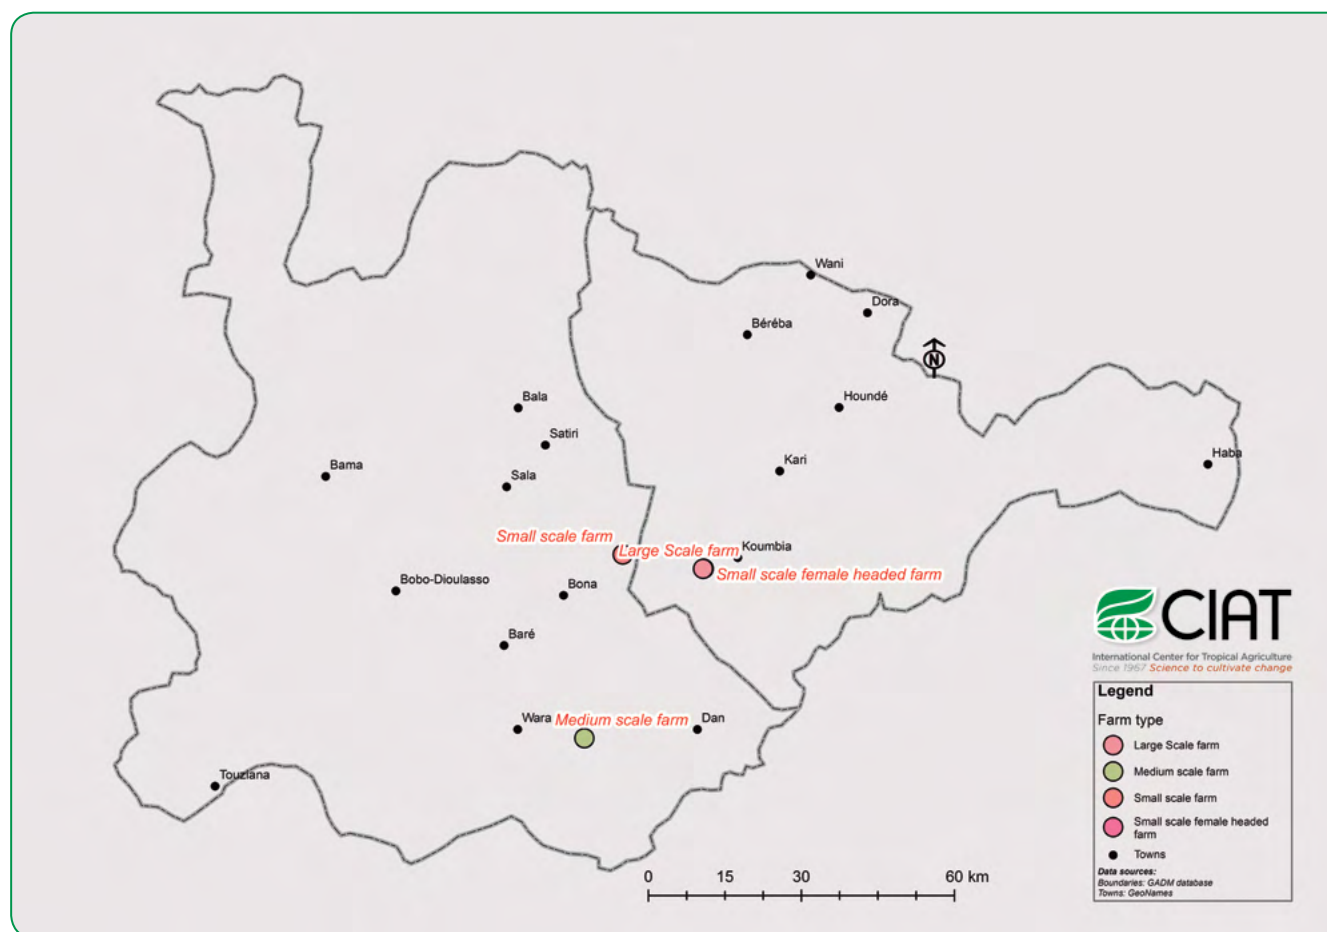 Wani
Dora
Béréba
N
Bala
Houndé
Satiri
Haba
Kari
Bama
Sala
Small scale farm
Large Scale farm
Koumbia
Small scale female headed farm
Bobo-Dioulasso
Bona
Baré
Wara
Medium scale farm
Dan
Touziana
CIAT
International Center for Tropical Agriculture
Since 1967 Science to cultivate change
Legend
Farm type
Large Scale farm
Medium scale farm
Small scale farm
Small scale female headed
farm
Towns
Data sources:
Boundaries: GADM database
Towns: GeoNames
0 15 30 60 km